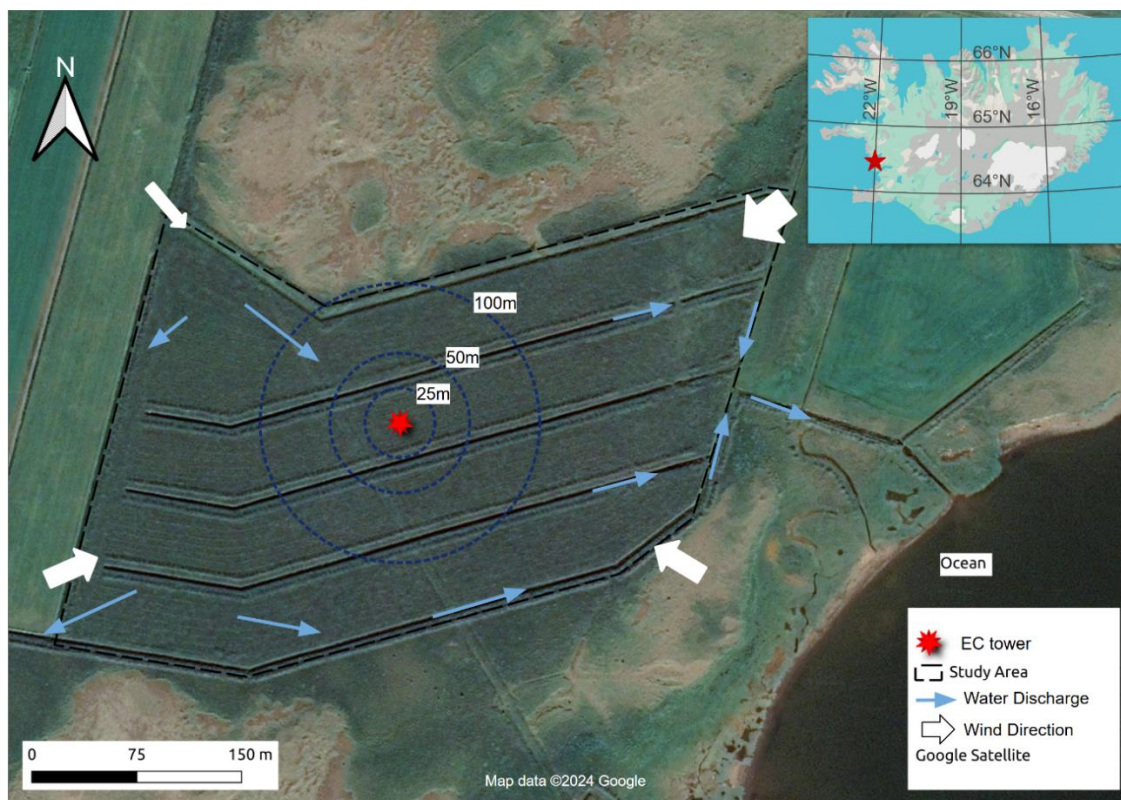 N
66°N
65°N
64°N
22°W
19°W
16°W
100m
50m
25m
Ocean
EC tower
Study Area
Water Discharge
Wind Direction
Google Satellite
0 75 150 m
Map data ©2024 Google